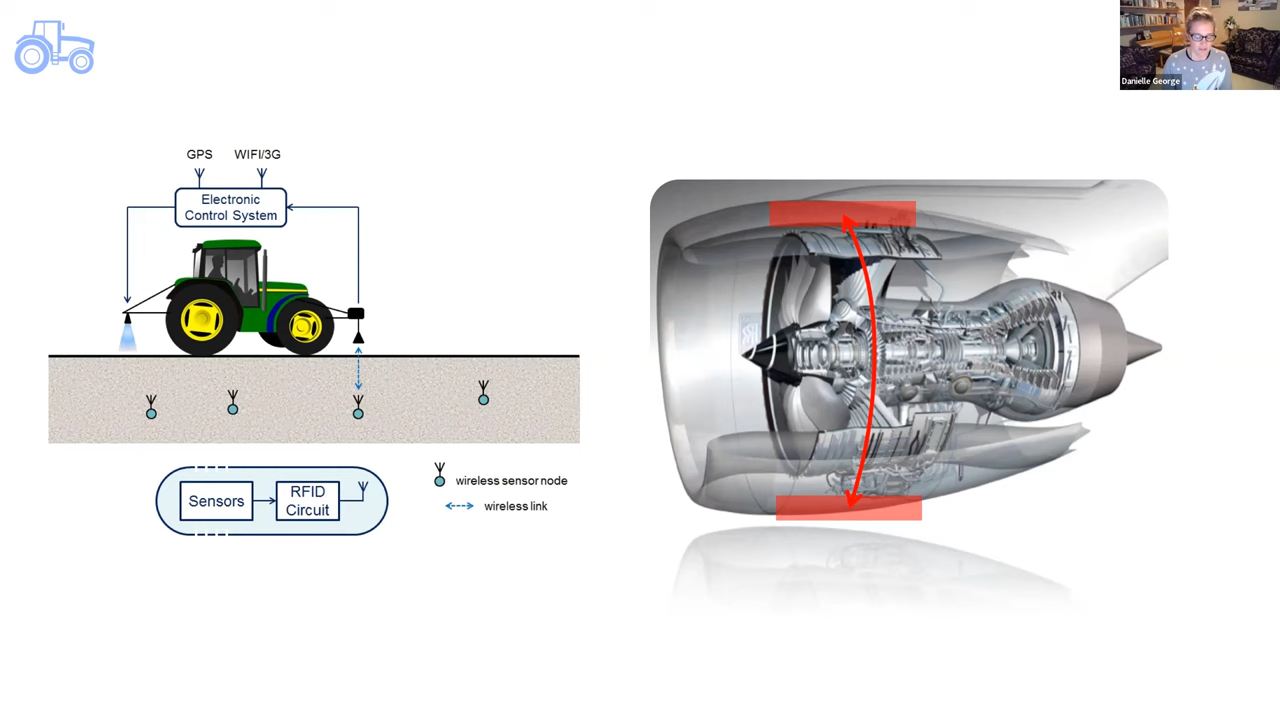 Danielle George
GPS WIFI/3G
Electronic
Control System
Sensors
RFID
Circuit
wireless sensor node
wireless link